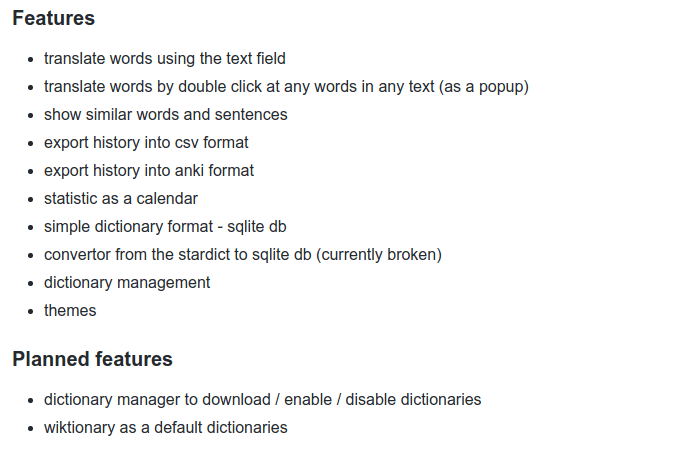 Features
translate words using the text field
translate words by double click at any words in any text (as a popup)
show similar words and sentences
export history into csv format
export history into anki format
statistic as a calendar
simple dictionary format - sqlite db
convertor from the stardict to sqlite db (currently broken)
dictionary management
themes
Planned features
dictionary manager to download / enable / disable dictionaries
wiktionary as a default dictionaries